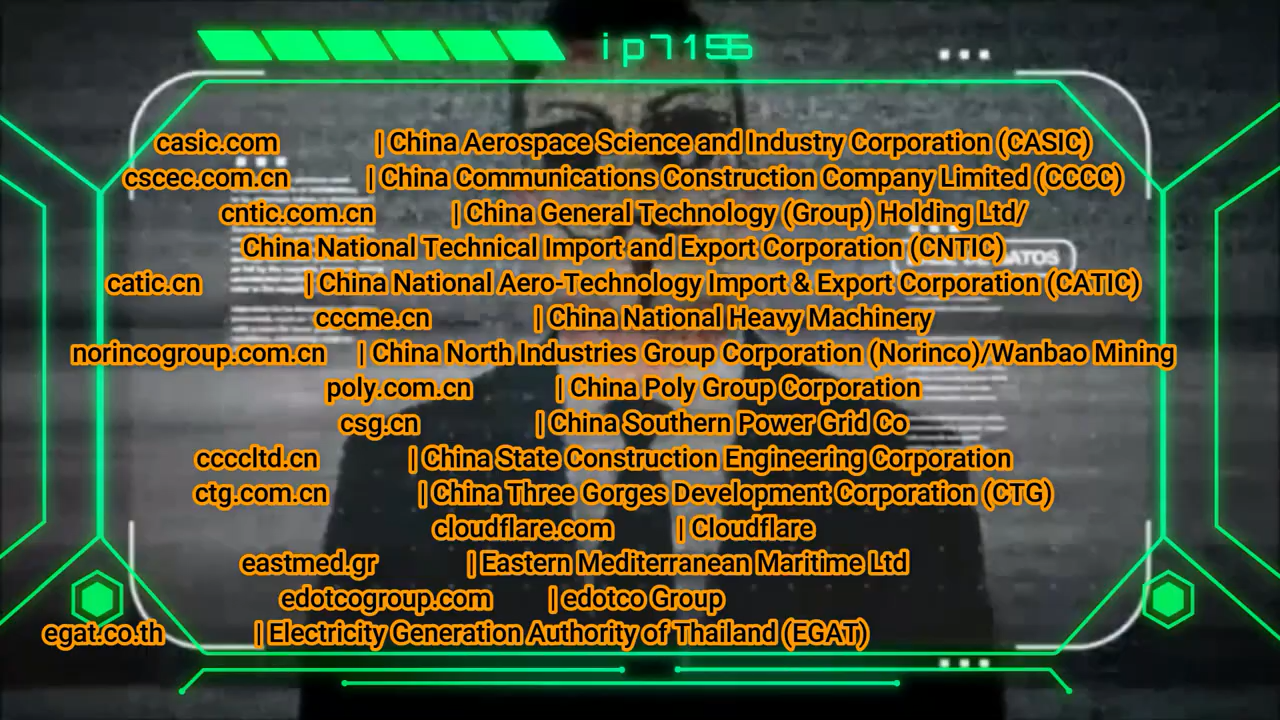 ip7155
casic.com | China Aerospace Science and Industry Corporation (CASIC)
cscec.com.cn | China Communications Construction Company Limited (CCCC)
cntic.com.cn | China General Technology (Group) Holding Ltd/
China National Technical Import and Export Corporation (CNTIC)
ATOS
catic.cn | China National Aero-Technology Import & Export Corporation (CATIC)
cccme.cn | China National Heavy Machinery
norincogroup.com.cn | China North Industries Group Corporation (Norinco)/Wanbao Mining
poly.com.cn | China Poly Group Corporation
csg.cn | China Southern Power Grid Co
ccccltd.cn | China State Construction Engineering Corporation
ctg.com.cn | China Three Gorges Development Corporation (CTG)
cloudflare.com | Cloudflare
eastmed.gr | Eastern Mediterranean Maritime Ltd
edotcogroup.com | edotco Group
egat.co.th | Electricity Generation Authority of Thailand (EGAT)